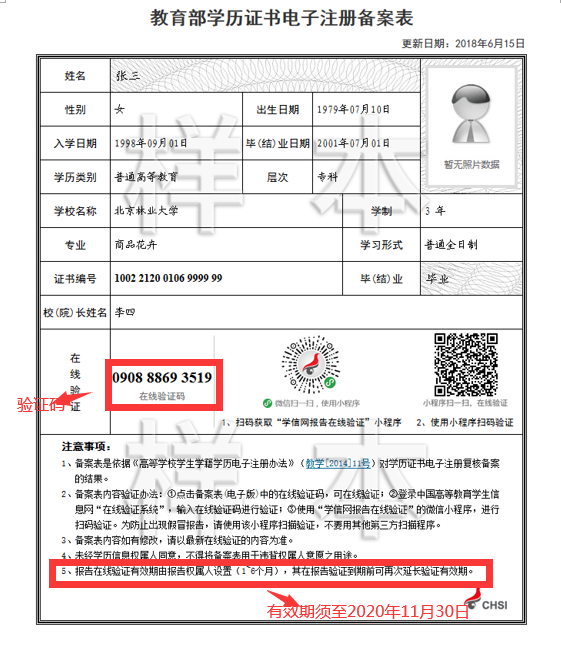 教育部学历证书电子注册备案表
更新日期：2018年6月15日
姓名 张三
性别 女 出生日期 1979年07月10日
入学日期 1998年09月01日 毕(结)业日期 2001年07月01日
暂无照片数据
学历类别 普通高等教育 层次 专科
学校名称 北京林业大学 学制 3 年
专业 商品花卉 学习形式 普通全日制
证书编号 1002 2120 0106 9999 99 毕(结)业 毕业
校(院)长姓名 李四
样本
在线验证
0908 8869 3519
在线验证码
验证码
微信扫一扫，使用小程序
小程序扫一扫，在线验证
1、扫码获取“学信网报告在线验证”小程序 2、使用小程序扫码验证
样本
注意事项：
1、备案表是依据《高等学校学生学籍学历电子注册办法》（教学[2014]11号）对学历证书电子注册复核备案
的结果。
2、备案表内容验证办法：①点击备案表(电子版)中的在线验证码，可在线验证；②登录中国高等教育学生信
息网“在线验证系统”，输入在线验证码进行验证；③使用“学信网报告在线验证”的微信小程序，进行
扫码验证。为防止出现假冒报告，请使用该小程序扫描验证，不要用其他第三方扫描程序。
3、备案表内容如有修改，请以最新在线验证的内容为准。
4、未经学历信息权属人同意，不得将备案表用于违背权属人意愿之用途。
5、报告在线验证有效期由报告权属人设置（1~6个月），其在报告验证到期前可再次延长验证有效期。
有效期须至2020年11月30日
CHSI